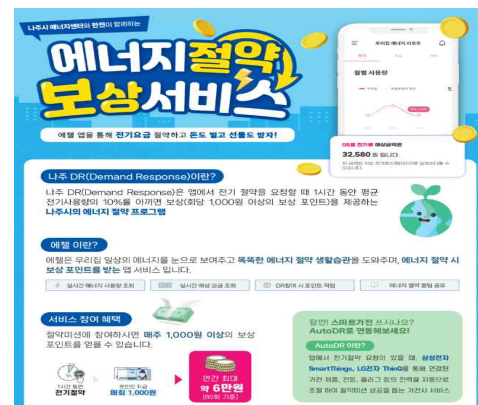 나주시 에너지센터와 한전이 함께하는
에너지절약
보상서비스
에젤 앱을 통해 전기요금 절약하고 돈도 벌고 선물도 받자!
우리집 에너지 리포트
월별 사용량
32,580 원 입니다.
나주 DR(Demand Response)이란?
나주 DR(Demand Response)은 앱에서 전기 절약을 요청할 때 1시간 동안 평균
전기사용량의 10%를 아끼면 보상(회당 1,000원 이상의 보상 포인트)을 제공하는
나주시의 에너지 절약 프로그램
에젤 이란?
에젤은 우리집 일상의 에너지를 눈으로 보여주고 똑똑한 에너지 절약 생활습관을 도와주며, 에너지 절약 시
보상 포인트를 받는 앱 서비스 입니다.
실시간 에너지 사용량 조회
실시간 예상 요금 조회
DR참여 시 포인트 적립
에너지 절약 꿀팁 공유
서비스 참여 혜택
절약미션에 참여하시면 매주 1,000원 이상의 보상
포인트를 얻을 수 있습니다.
1시간 동안
전기절약
포인트 지급
매회 1,000원
연간 최대
약 6만원
(60회 기준)
잠깐! 스마트가전 쓰시나요?
AutoDR로 연동해보세요!
AutoDR 이란?
앱에서 전기절약 요청이 있을 때, 삼성전자
SmartThings, LG전자 ThinQ를 통해 연결된
가전 제품, 전등, 플러그 등의 전력을 자동으로
조절 하여 절약미션 성공을 돕는 가전사 서비스